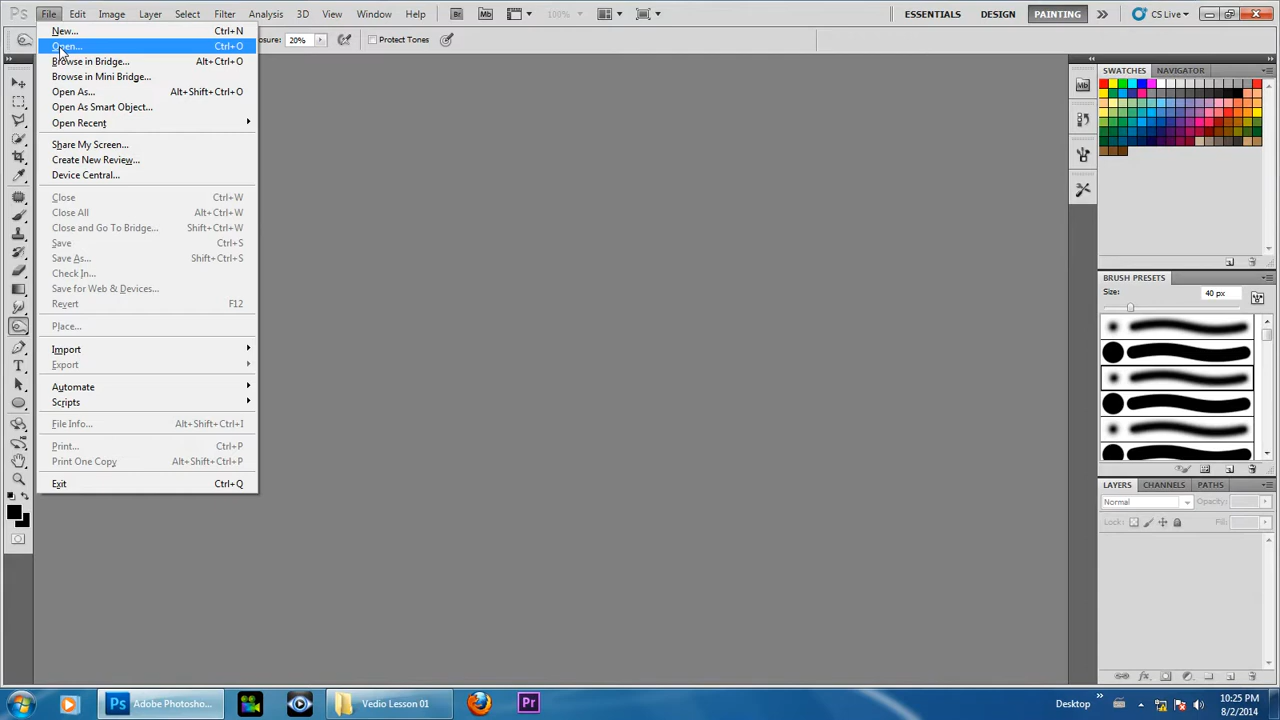 Ps File Edit Image Layer Select Filter Analysis 3D View Window Help Br Mb 100% ESSENTIALS DESIGN PAINTING CS Live
osure: 20% Protect Tones
New... Ctrl+N
Open... Ctrl+O
Browse in Bridge... Alt+Ctrl+O
Browse in Mini Bridge...
Open As... Alt+Shift+Ctrl+O
Open As Smart Object...
Open Recent
Share My Screen...
Create New Review...
Device Central...
Close Ctrl+W
Close All Alt+Ctrl+W
Close and Go To Bridge... Shift+Ctrl+W
Save Ctrl+S
Save As... Shift+Ctrl+S
Check In...
Save for Web & Devices...
Revert F12
Place...
Import
Export
Automate
Scripts
File Info... Alt+Shift+Ctrl+I
Print... Ctrl+P
Print One Copy Alt+Shift+Ctrl+P
Exit Ctrl+Q
Mb
SWATCHES NAVIGATOR
BRUSH PRESETS
Size: 40 px
LAYERS CHANNELS PATHS
Normal Opacity:
Lock: Fill:
Ps Adobe Photosho... Vedio Lesson 01 Pr Desktop 10:25 PM
8/2/2014